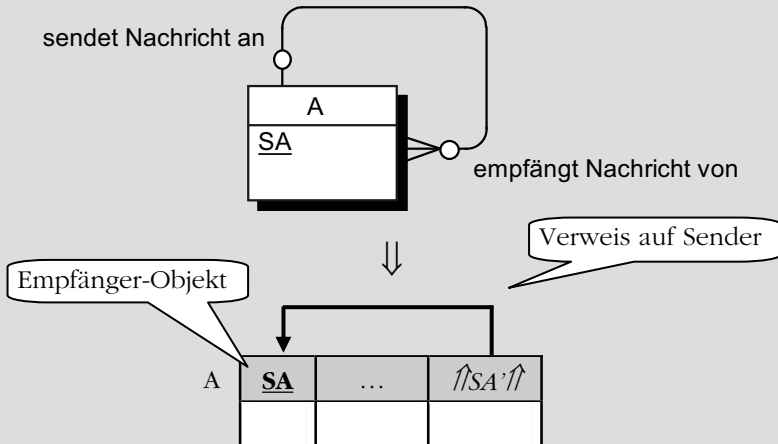 sendet Nachricht an
A
SA
empfängt Nachricht von
⇓
Verweis auf Sender
Empfänger-Objekt
A SA … ⇑SA'⇑